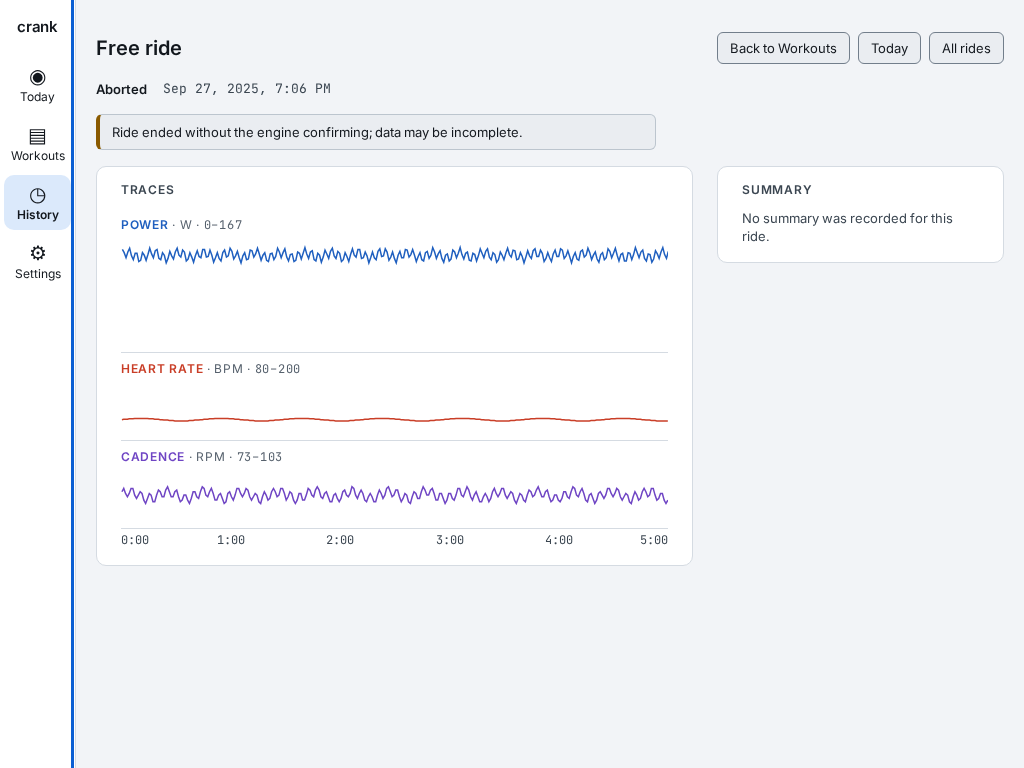 crank
Today
Workouts
History
Settings
Free ride
Back to Workouts
Today
All rides
Aborted Sep 27, 2025, 7:06 PM
Ride ended without the engine confirming; data may be incomplete.
TRACES
POWER · W · 0–167
HEART RATE · BPM · 80–200
CADENCE · RPM · 73–103
0:00 1:00 2:00 3:00 4:00 5:00
SUMMARY
No summary was recorded for this
ride.